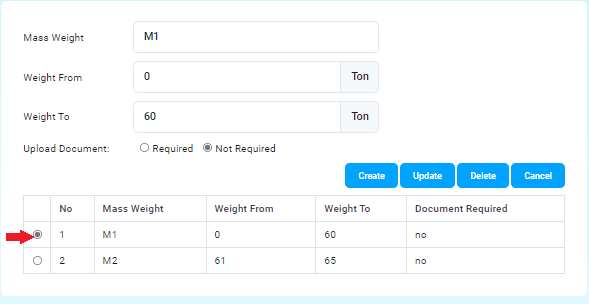 Mass Weight M1
Weight From 0 Ton
Weight To 60 Ton
Upload Document: Required Not Required
Create Update Delete Cancel
No Mass Weight Weight From Weight To Document Required
1 M1 0 60 no
2 M2 61 65 no